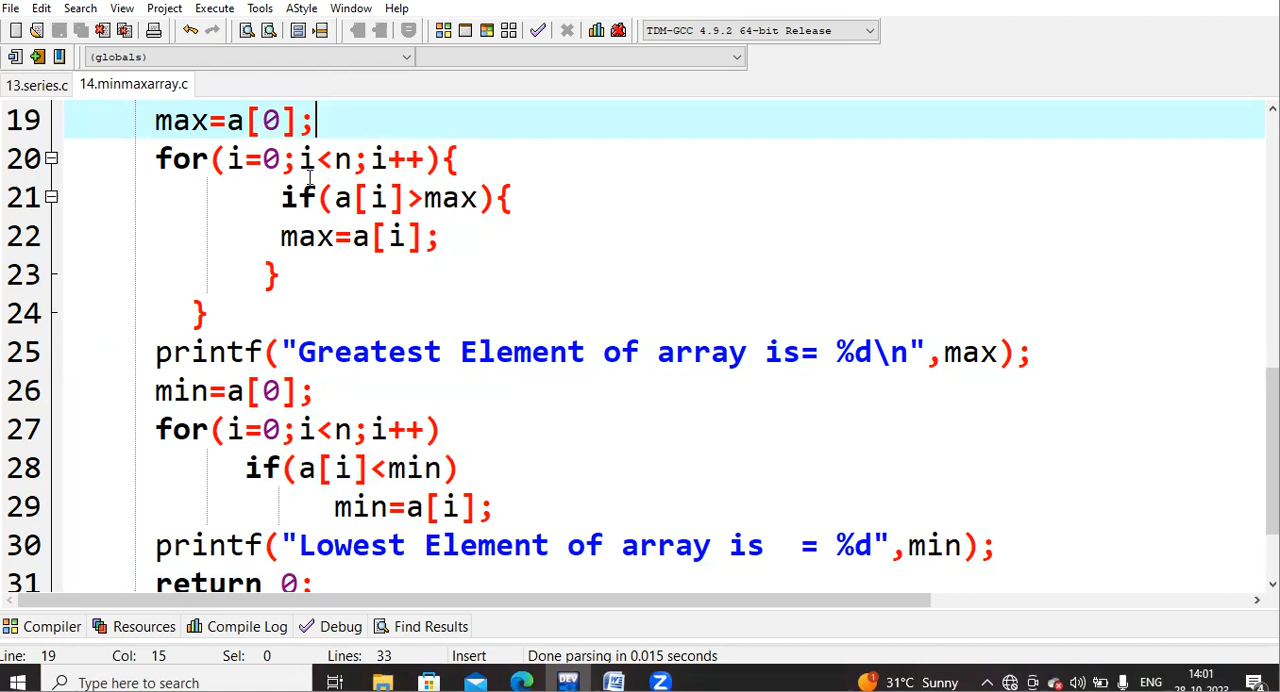 File Edit Search View Project Execute Tools AStyle Window Help
TDM-GCC 4.9.2 64-bit Release
(globals)
13.series.c 14.minmaxarray.c
19 max=a[0];
20 for(i=0;i<n;i++){
21 if(a[i]>max){
22 max=a[i];
23 }
24 }
25 printf("Greatest Element of array is= %d\n",max);
26 min=a[0];
27 for(i=0;i<n;i++)
28 if(a[i]<min)
29 min=a[i];
30 printf("Lowest Element of array is  = %d",min);
31 return 0;
Compiler Resources Compile Log Debug Find Results
Line: 19 Col: 15 Sel: 0 Lines: 33 Insert Done parsing in 0.015 seconds
Type here to search DEV 31°C Sunny ENG 14:01
28-10-2023 4